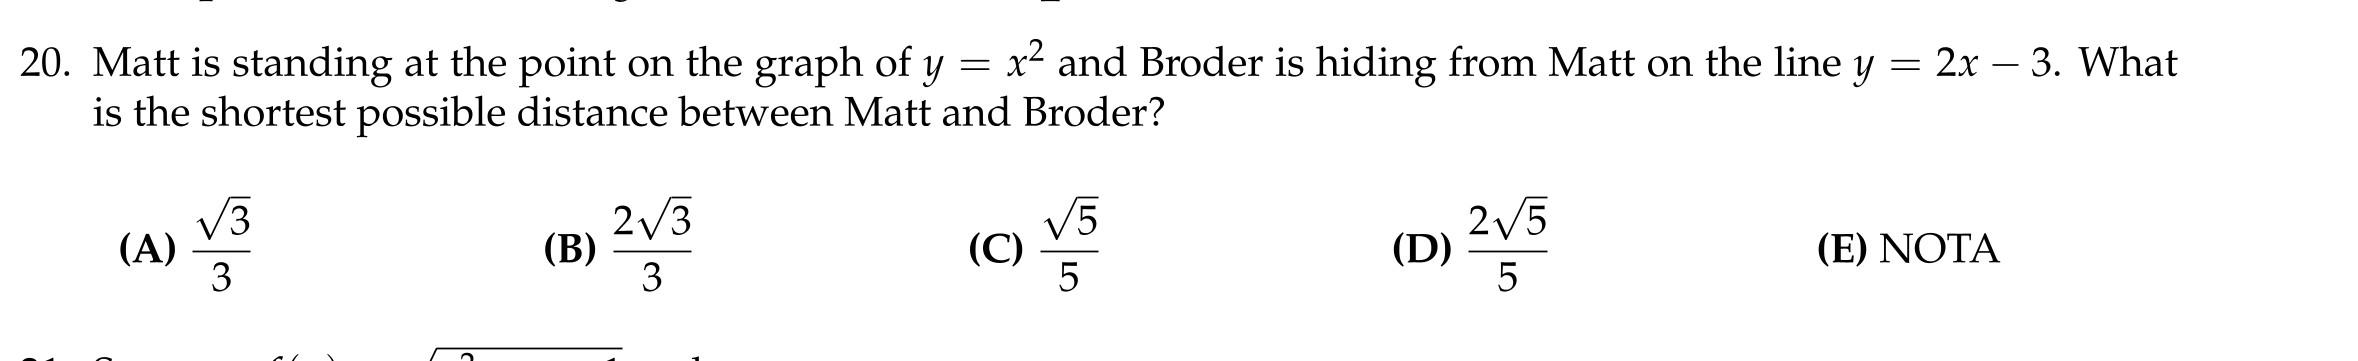 20. Matt is standing at the point on the graph of y = x² and Broder is hiding from Matt on the line y = 2x − 3. What
is the shortest possible distance between Matt and Broder?
(A) √3/3 (B) 2√3/3 (C) √5/5 (D) 2√5/5 (E) NOTA